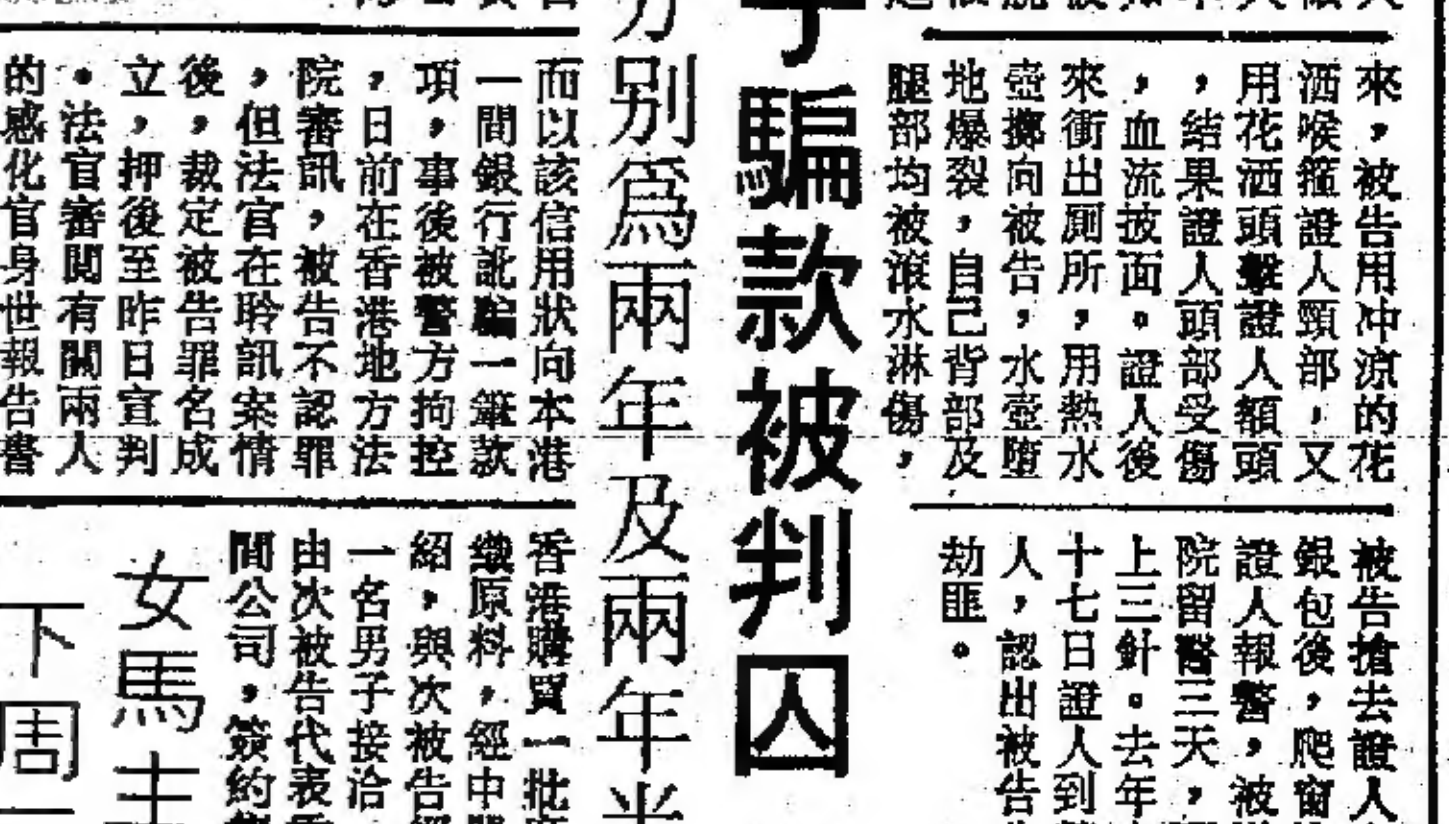 來，被告用冲涼的花
洒喉箍證人頸部，又
用花洒頭擊證人額頭
，結果證人頭部受傷
，血流披面。證人後
來衝出厠所，用熱水
壺擲向被告，水壺墮
地爆裂，自己背部及
腿部均被滾水淋傷，
被告搶去證人
銀包後，爬窗
證人報警，被
院留醫三天，
上三針。去年
十七日證人到
人，認出被告
劫匪。
子騙款被判囚
別為兩年及兩年半
而以該信用狀向本港
一間銀行訛騙一筆款
項，事後被警方拘控
，日前在香港地方法
院審訊，被告不認罪
，但法官在聆訊案情
後，裁定被告罪名成
立，押後至昨日宣判
。法官審閱有關兩人
的感化官身世報告書
香港購買一批
織原料，經中
紹，與次被告
一名男子接洽
由次被告代表
間公司，簽約
女馬
下周